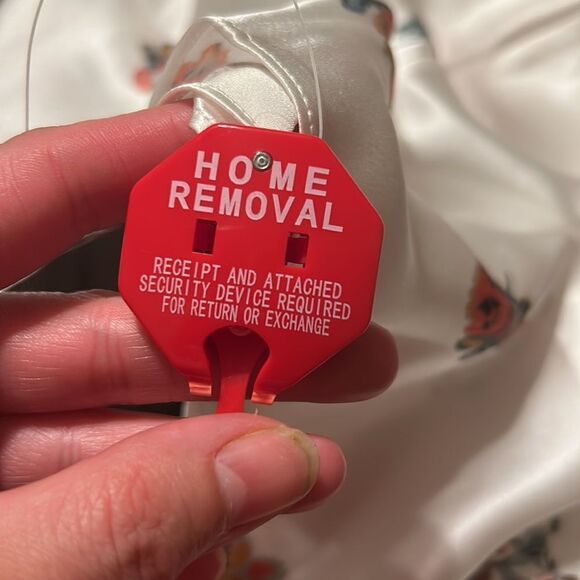 HOME
REMOVAL
RECEIPT AND ATTACHED
SECURITY DEVICE REQUIRED
FOR RETURN OR EXCHANGE